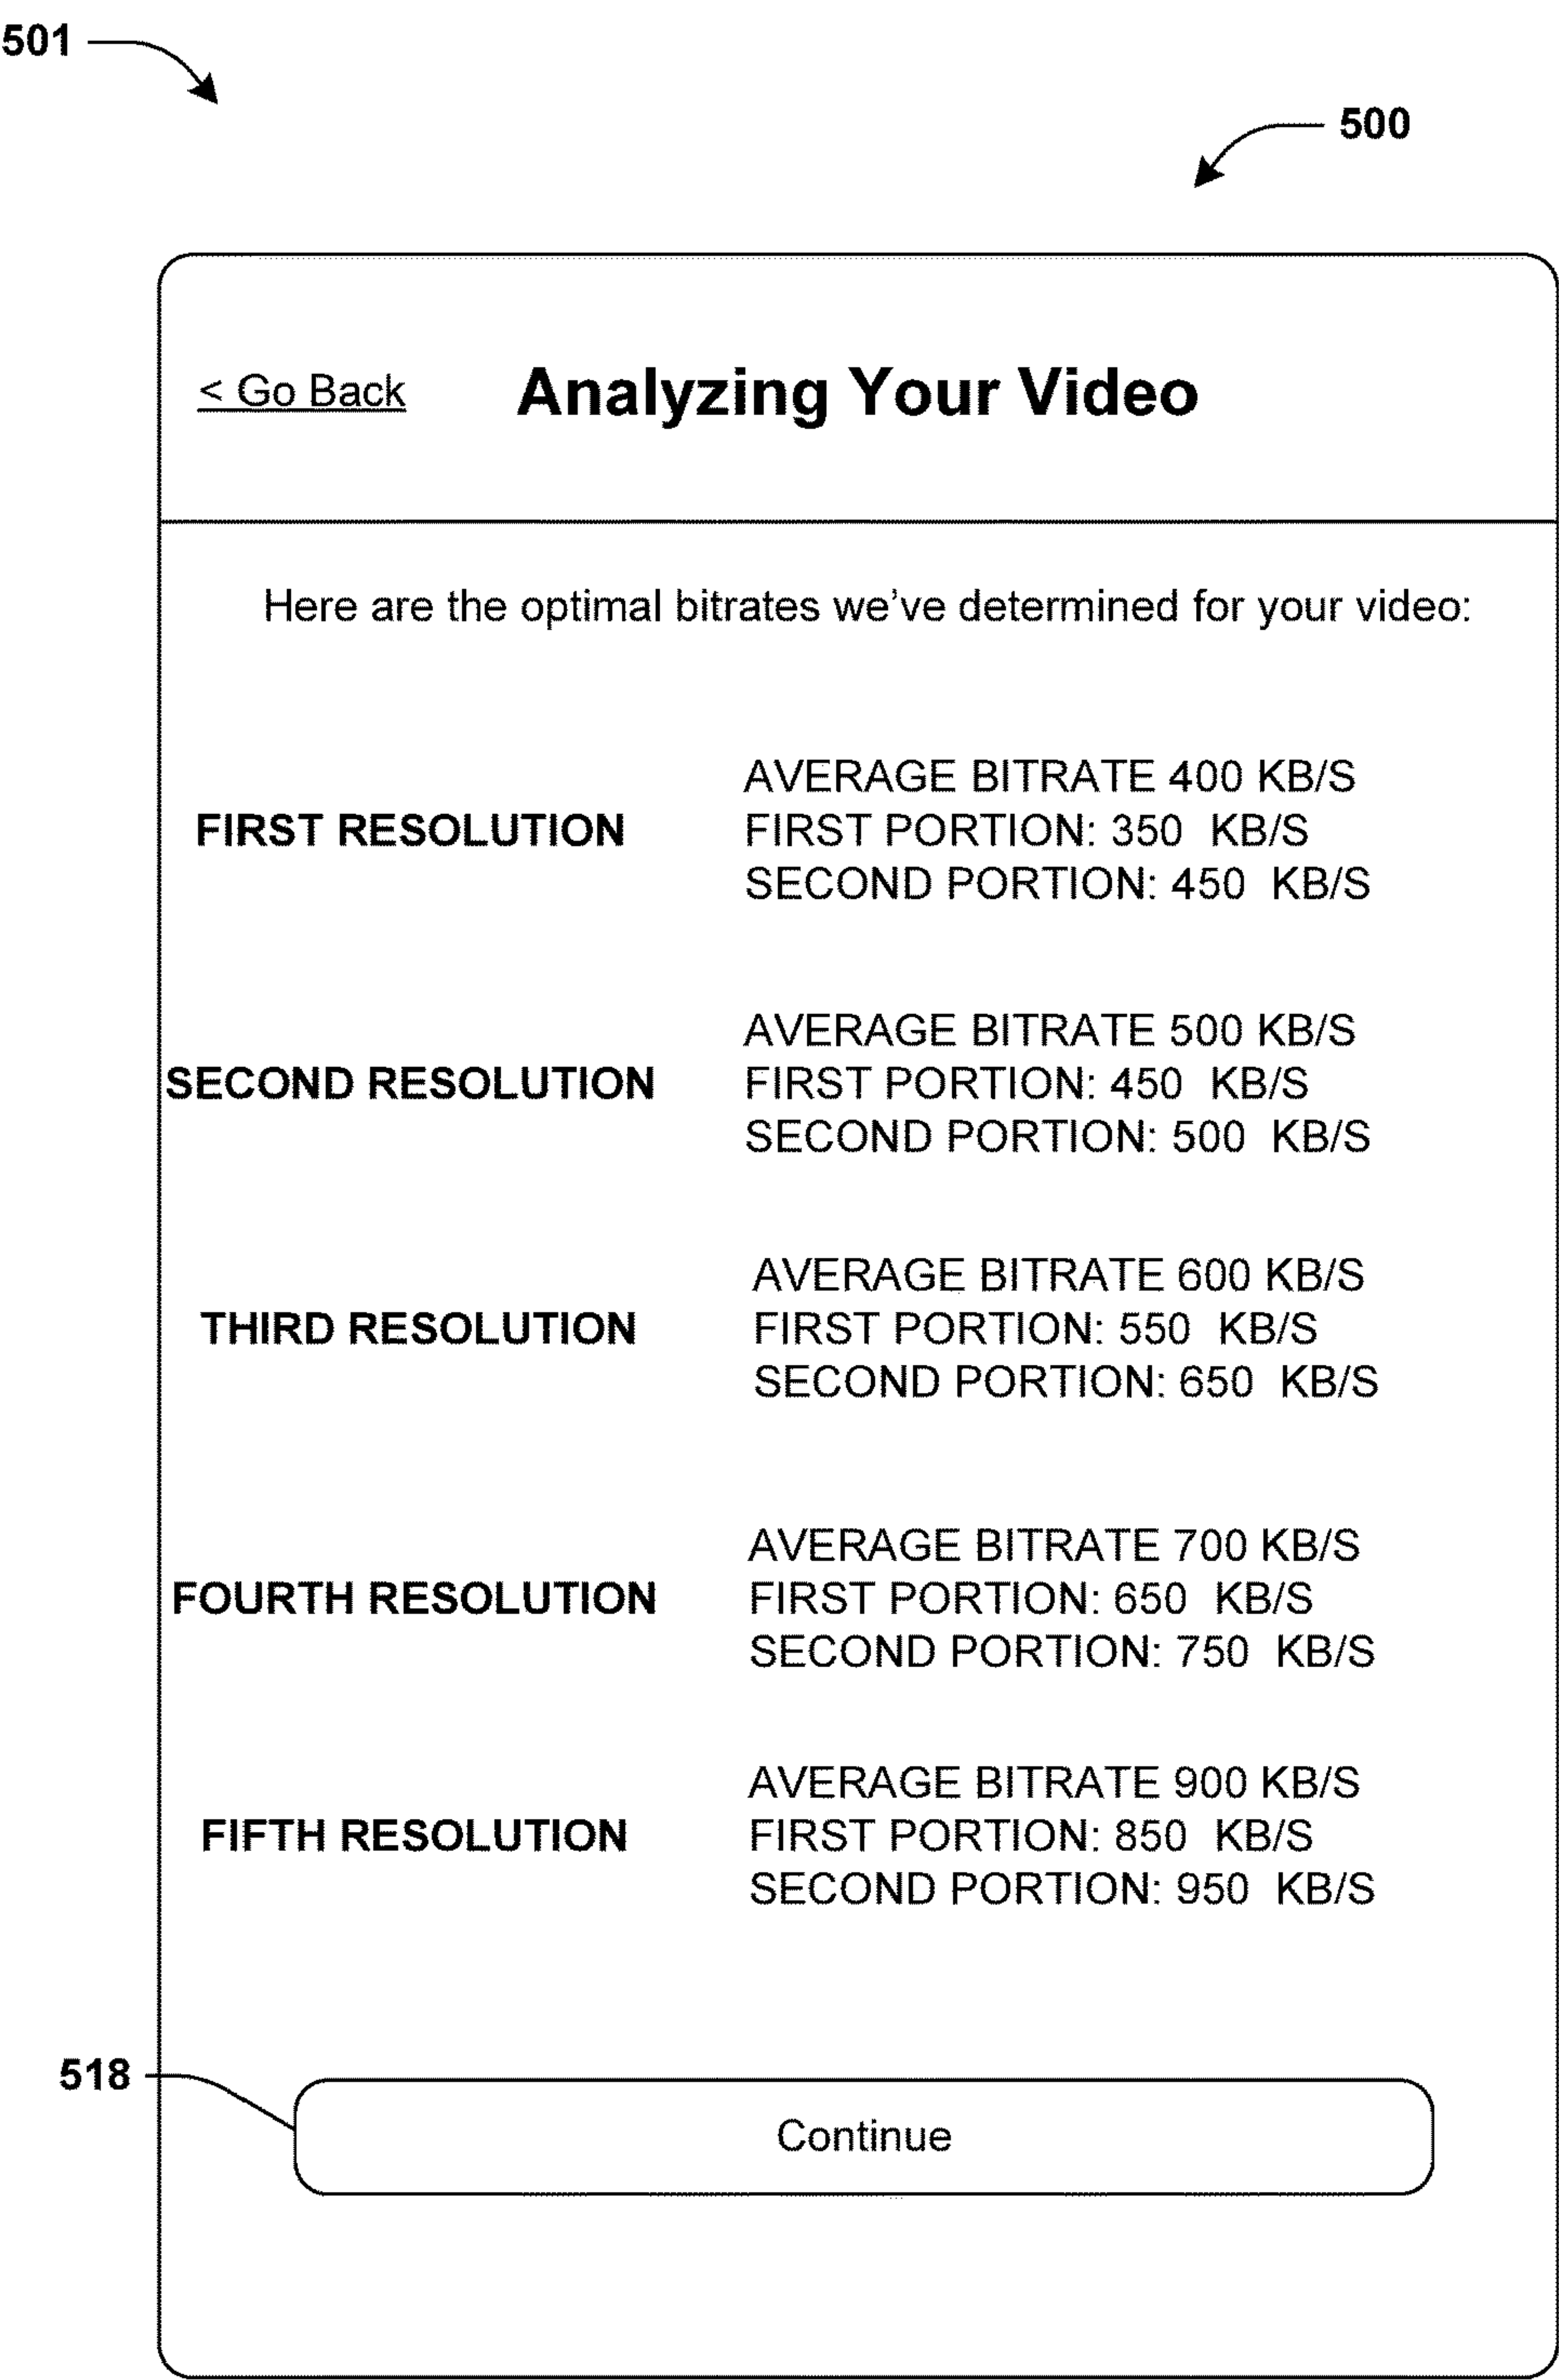 501
500
< Go Back
Analyzing Your Video
Here are the optimal bitrates we've determined for your video:
FIRST RESOLUTION
AVERAGE BITRATE 400 KB/S
FIRST PORTION: 350 KB/S
SECOND PORTION: 450 KB/S
SECOND RESOLUTION
AVERAGE BITRATE 500 KB/S
FIRST PORTION: 450 KB/S
SECOND PORTION: 500 KB/S
THIRD RESOLUTION
AVERAGE BITRATE 600 KB/S
FIRST PORTION: 550 KB/S
SECOND PORTION: 650 KB/S
FOURTH RESOLUTION
AVERAGE BITRATE 700 KB/S
FIRST PORTION: 650 KB/S
SECOND PORTION: 750 KB/S
FIFTH RESOLUTION
AVERAGE BITRATE 900 KB/S
FIRST PORTION: 850 KB/S
SECOND PORTION: 950 KB/S
518
Continue